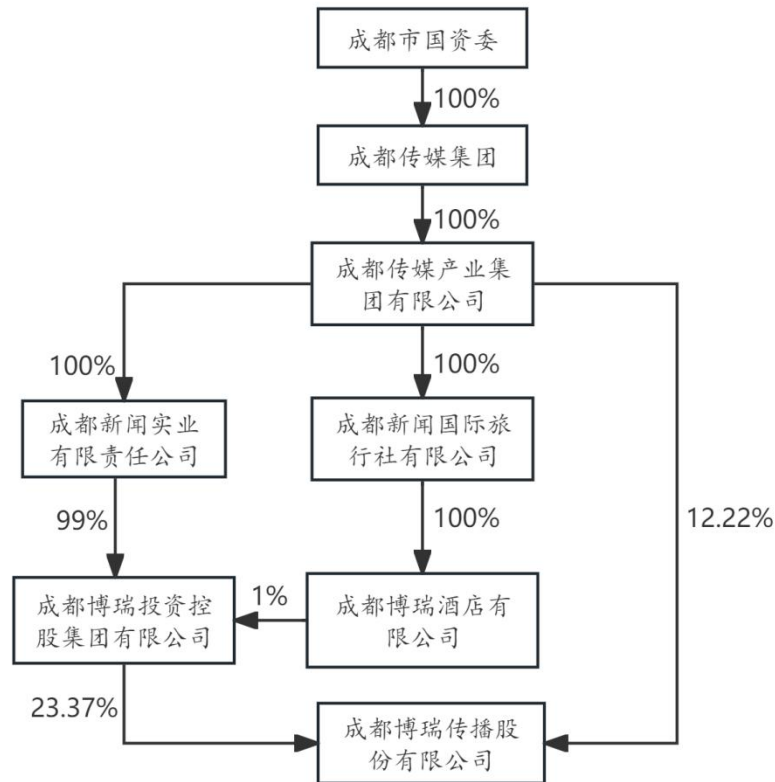 成都市国资委
100%
成都传媒集团
100%
成都传媒产业集
团有限公司
100%
100%
成都新闻实业
有限责任公司
成都新闻国际旅
行社有限公司
99%
100%
12.22%
成都博瑞投资控
股集团有限公司
1%
成都博瑞酒店有
限公司
23.37%
成都博瑞传播股
份有限公司